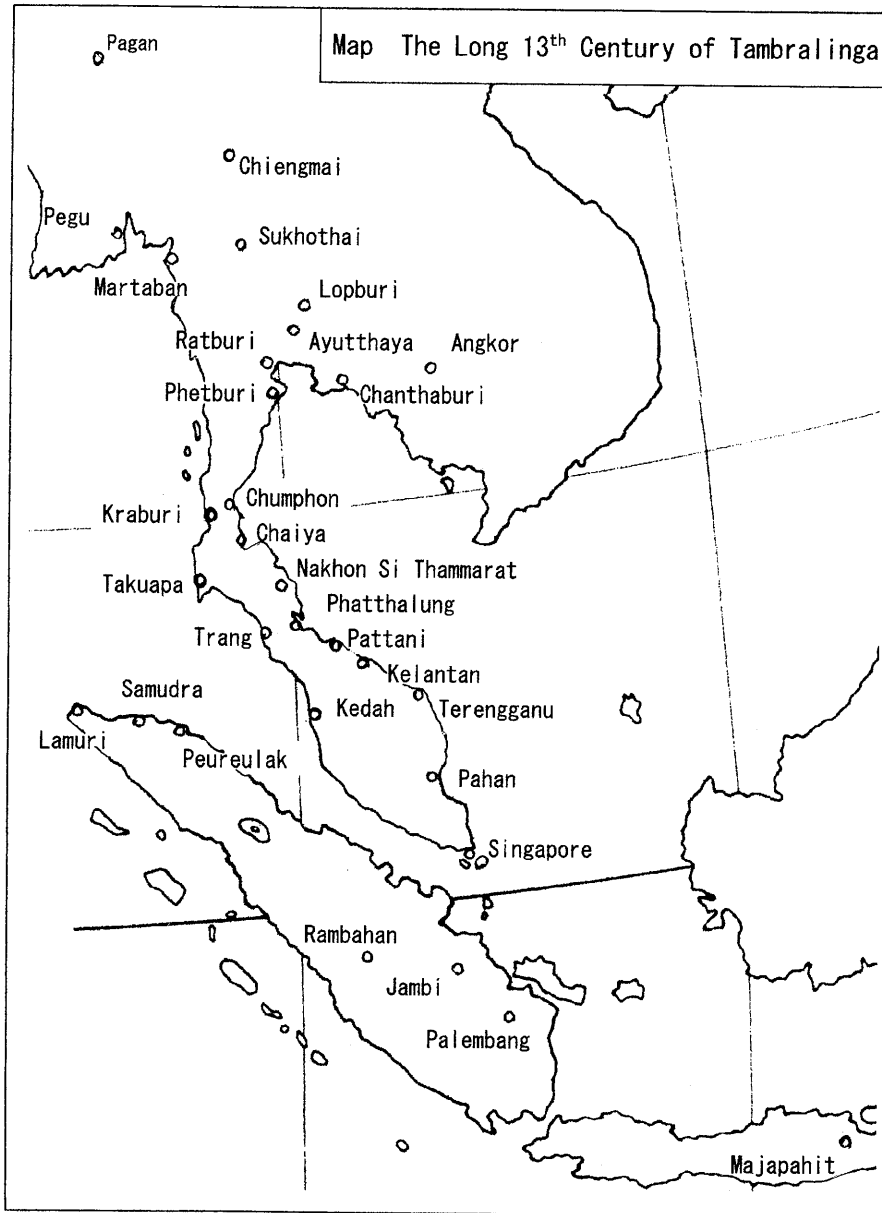 Map The Long 13th Century of Tambralinga
Pagan
Chiengmai
Pegu
Sukhothai
Martaban
Lopburi
Ratburi
Ayutthaya
Angkor
Phetburi
Chanthaburi
Chumphon
Kraburi
Chaiya
Nakhon Si Thammarat
Takuapa
Phatthalung
Trang
Pattani
Kelantan
Samudra
Kedah
Terengganu
Lamuri
Peureulak
Pahan
Singapore
Rambahan
Jambi
Palembang
Majapahit